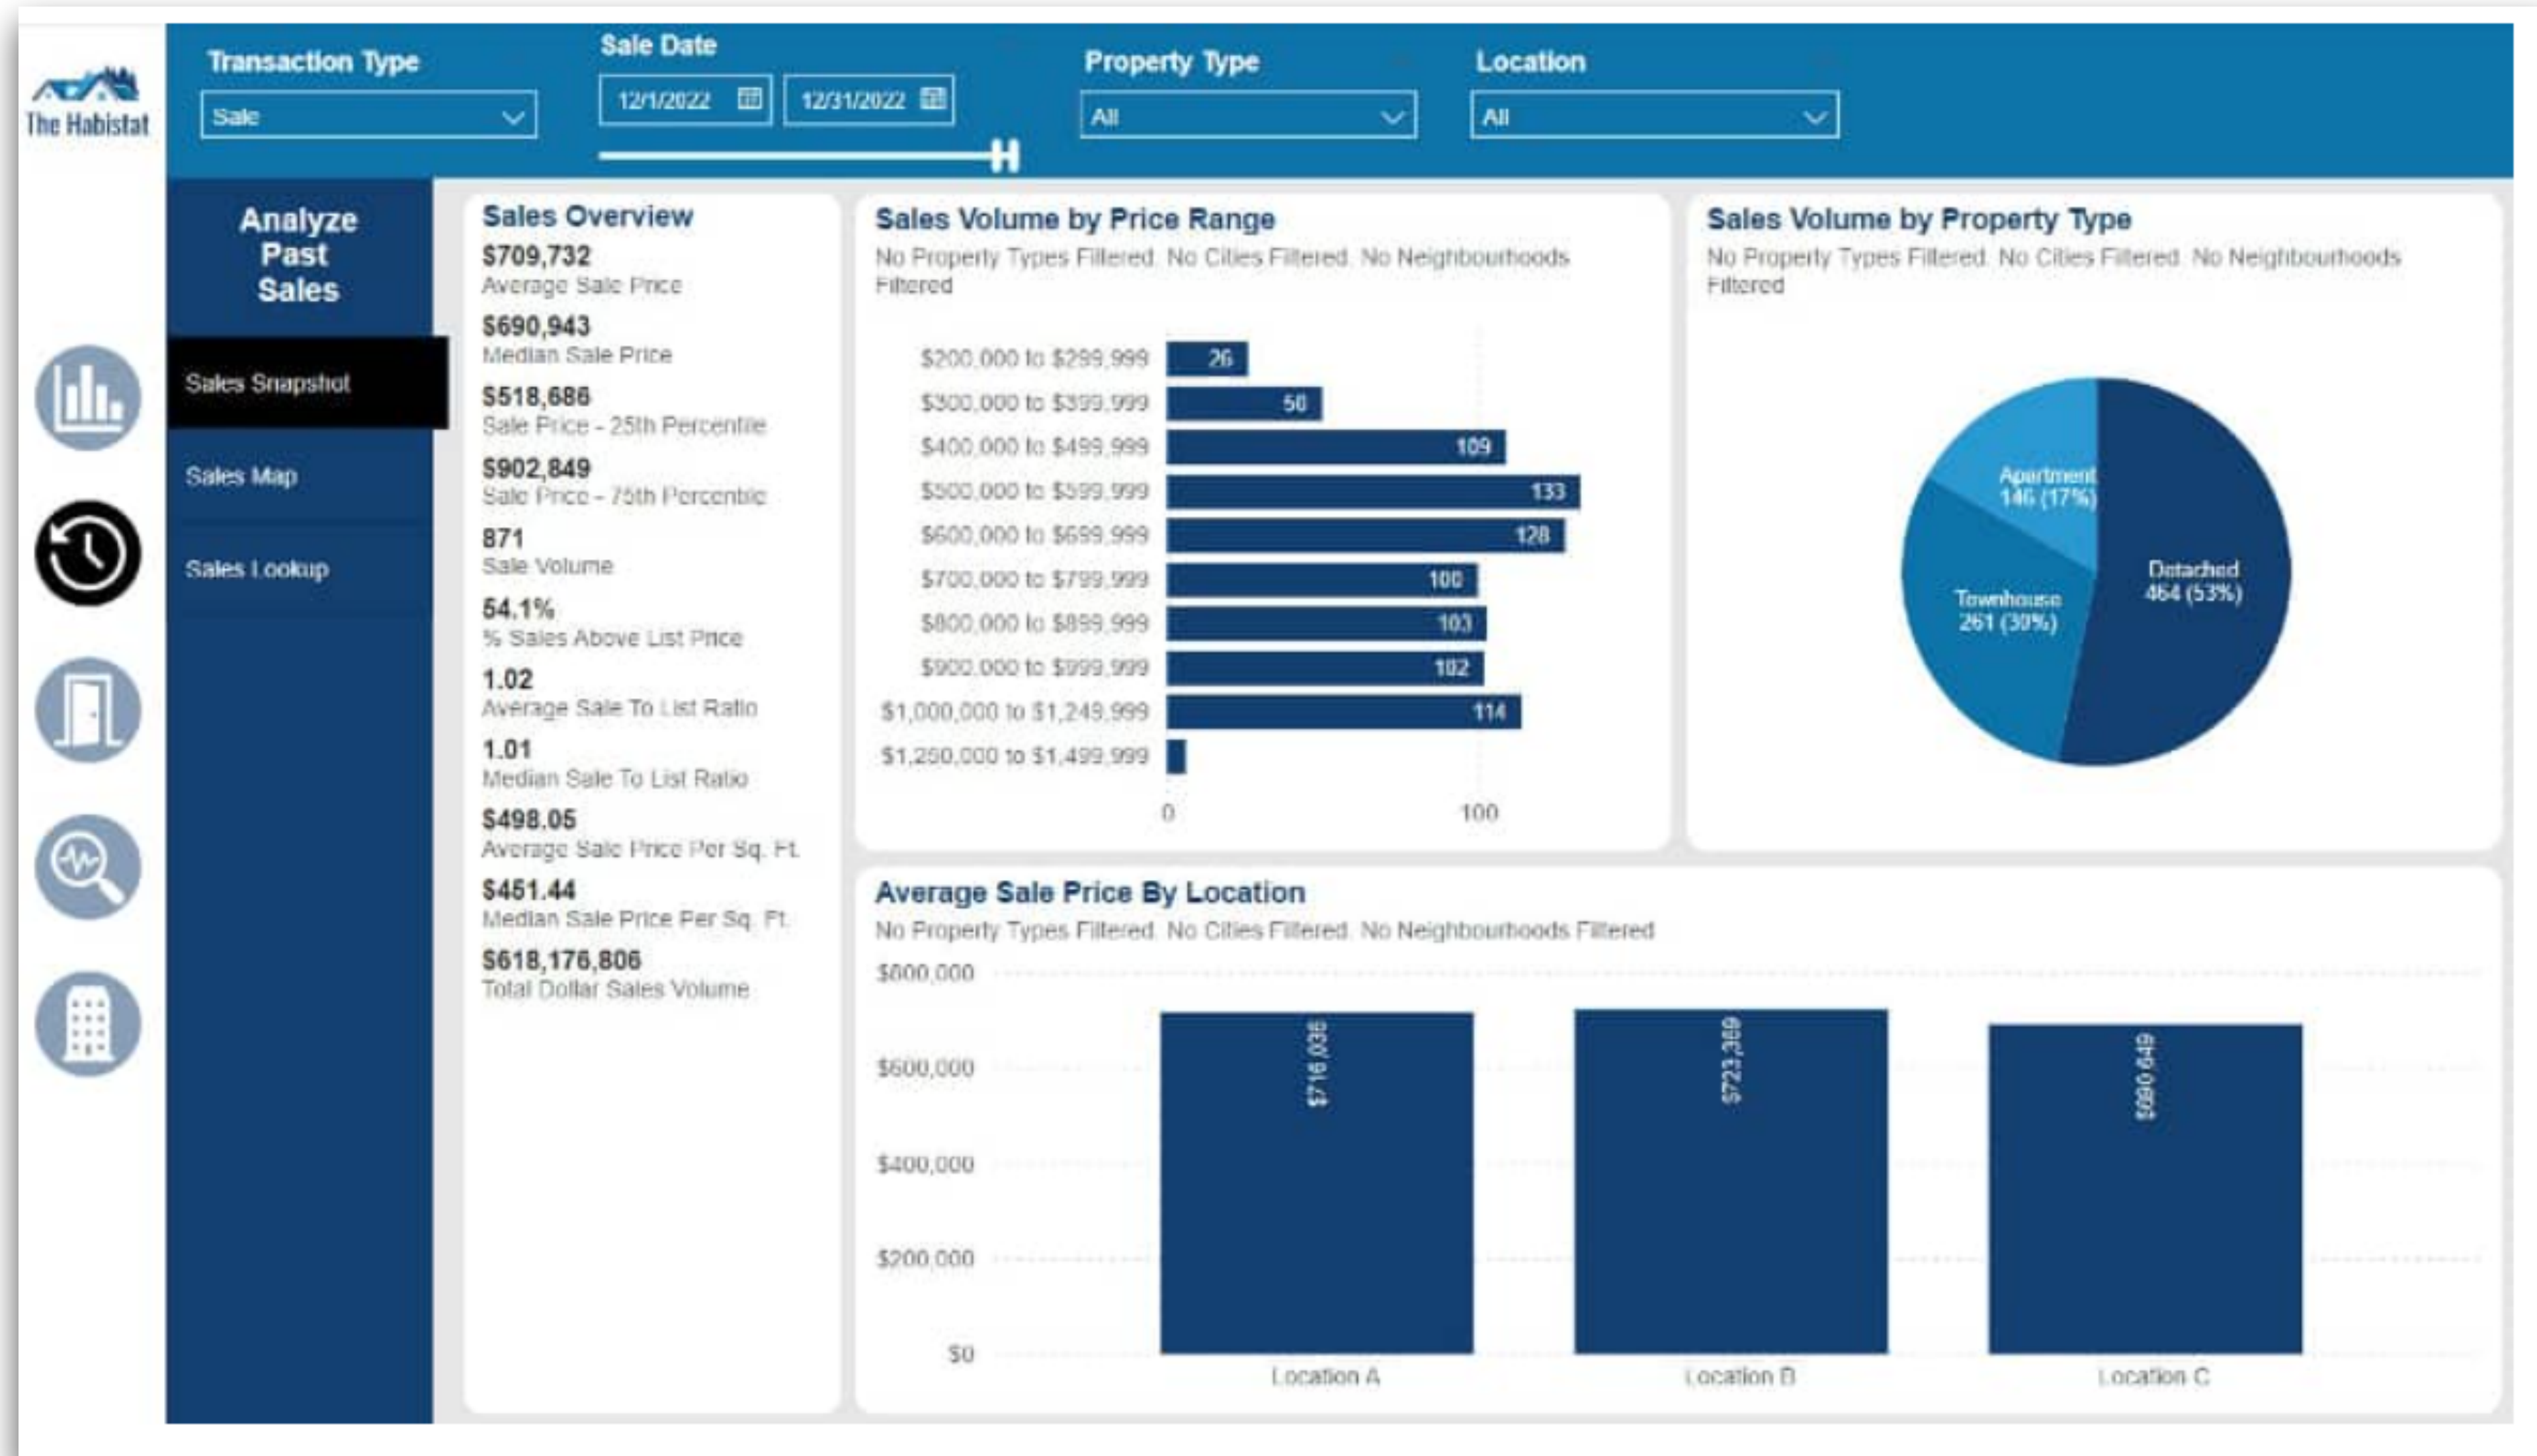 The Habistat
Transaction Type
Sale
Sale Date
12/1/2022
12/31/2022
Property Type
All
Location
All
Analyze
Past
Sales
Sales Snapshot
Sales Map
Sales Lookup
Sales Overview
$709,732
Average Sale Price
$690,943
Median Sale Price
$518,686
Sale Price - 25th Percentile
$902,849
Sale Price - 75th Percentile
871
Sale Volume
54.1%
% Sales Above List Price
1.02
Average Sale To List Ratio
1.01
Median Sale To List Ratio
$498.05
Average Sale Price Per Sq. Ft.
$451.44
Median Sale Price Per Sq. Ft.
$618,176,806
Total Dollar Sales Volume
Sales Volume by Price Range
No Property Types Filtered. No Cities Filtered. No Neighbourhoods
Filtered
$200,000 to $299,999
26
$300,000 to $399,999
50
$400,000 to $499,999
109
$500,000 to $599,999
133
$600,000 to $699,999
128
$700,000 to $799,999
100
$800,000 to $899,999
103
$900,000 to $999,999
102
$1,000,000 to $1,249,999
114
$1,250,000 to $1,499,999
0
100
Sales Volume by Property Type
No Property Types Filtered. No Cities Filtered. No Neighbourhoods
Filtered
Apartment
146 (17%)
Townhouse
261 (30%)
Detached
464 (53%)
Average Sale Price By Location
No Property Types Filtered. No Cities Filtered. No Neighbourhoods Filtered
$800,000
$600,000
$400,000
$200,000
$0
$716,036
$723,369
$690,649
Location A
Location B
Location C